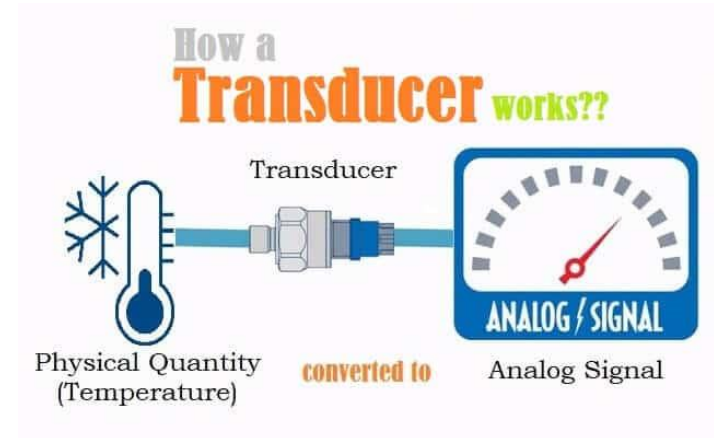 How a
Transducer works??
Transducer
ANALOG / SIGNAL
Physical Quantity
(Temperature)
converted to
Analog Signal